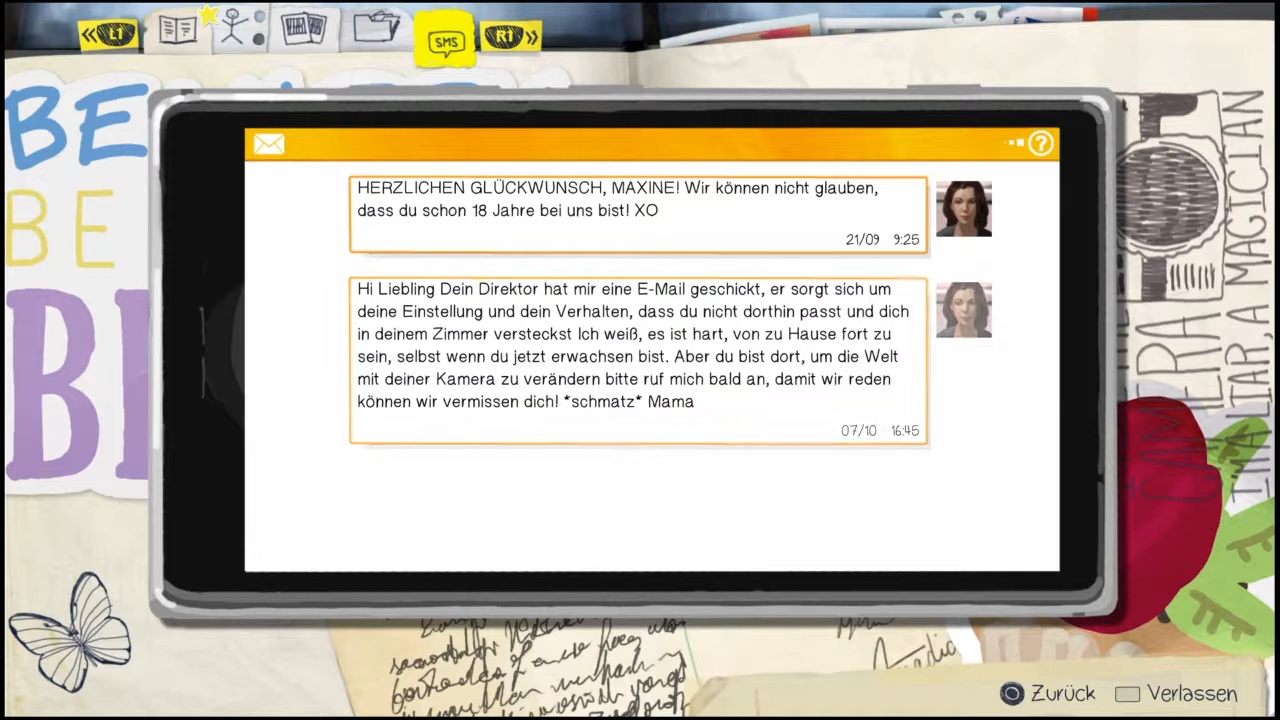 L1
SMS
R1
BE
BE
HERZLICHEN GLÜCKWUNSCH, MAXINE! Wir können nicht glauben,
dass du schon 18 Jahre bei uns bist! XO
21/09 9:25
Hi Liebling Dein Direktor hat mir eine E-Mail geschickt, er sorgt sich um
deine Einstellung und dein Verhalten, dass du nicht dorthin passt und dich
in deinem Zimmer versteckst Ich weiß, es ist hart, von zu Hause fort zu
sein, selbst wenn du jetzt erwachsen bist. Aber du bist dort, um die Welt
mit deiner Kamera zu verändern bitte ruf mich bald an, damit wir reden
können wir vermissen dich! *schmatz* Mama
07/10 16:45
CAMERA
TAR, A MAGICIAN
Zurück
Verlassen